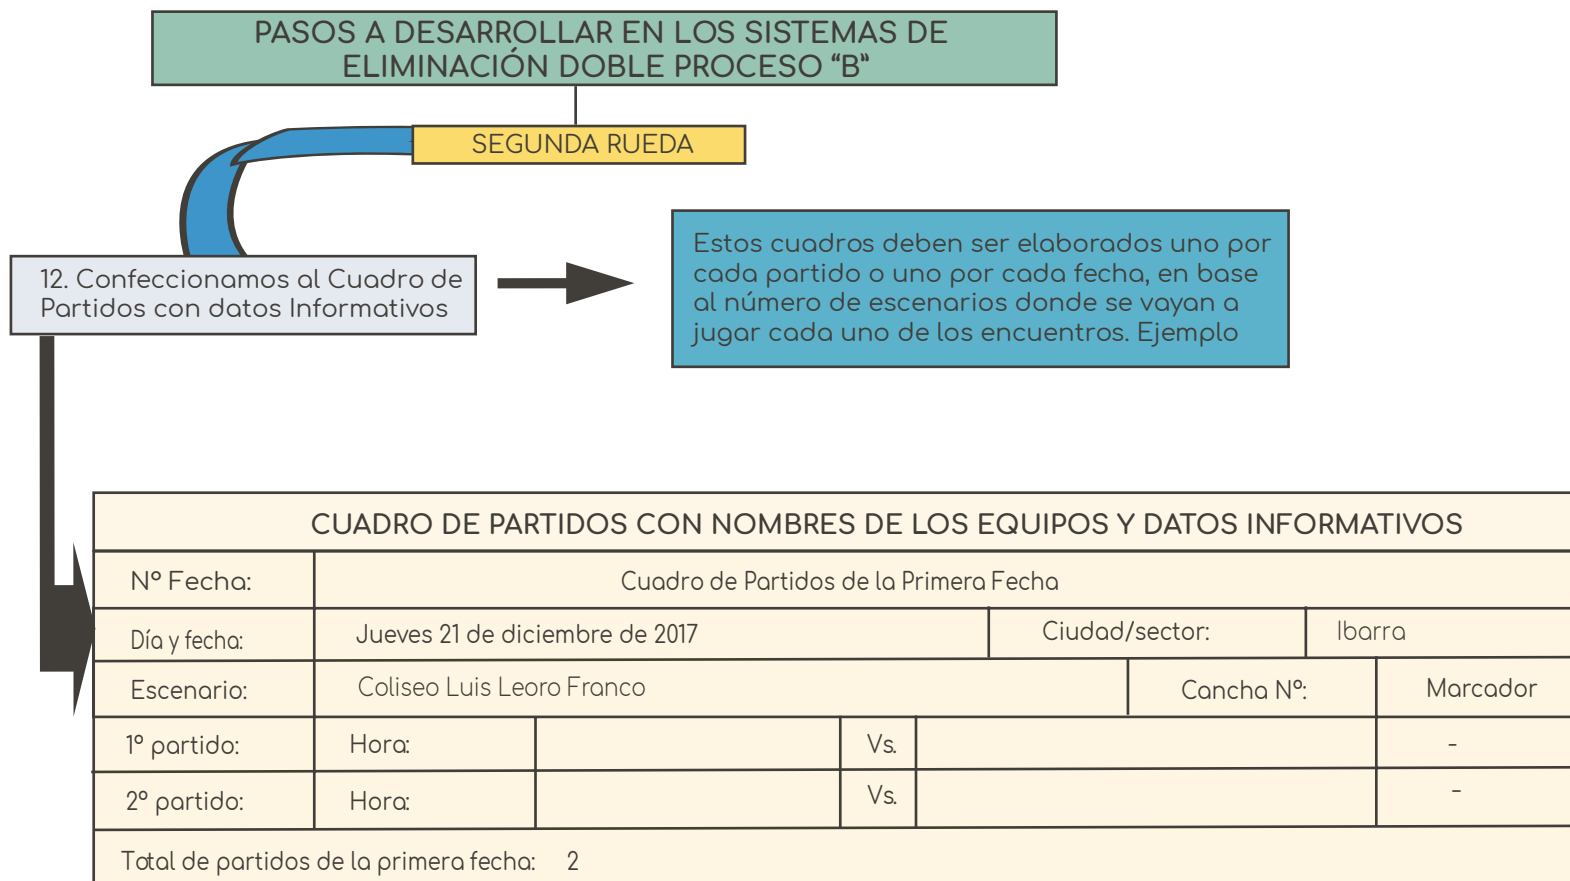 PASOS A DESARROLLAR EN LOS SISTEMAS DE
ELIMINACIÓN DOBLE PROCESO “B”
SEGUNDA RUEDA
12. Confeccionamos al Cuadro de
Partidos con datos Informativos
Estos cuadros deben ser elaborados uno por
cada partido o uno por cada fecha, en base
al número de escenarios donde se vayan a
jugar cada uno de los encuentros. Ejemplo
CUADRO DE PARTIDOS CON NOMBRES DE LOS EQUIPOS Y DATOS INFORMATIVOS
Nº Fecha: Cuadro de Partidos de la Primera Fecha
Día y fecha: Jueves 21 de diciembre de 2017 Ciudad/sector: Ibarra
Escenario: Coliseo Luis Leoro Franco Cancha Nº: Marcador
1º partido: Hora: Vs. -
2º partido: Hora: Vs. -
Total de partidos de la primera fecha: 2